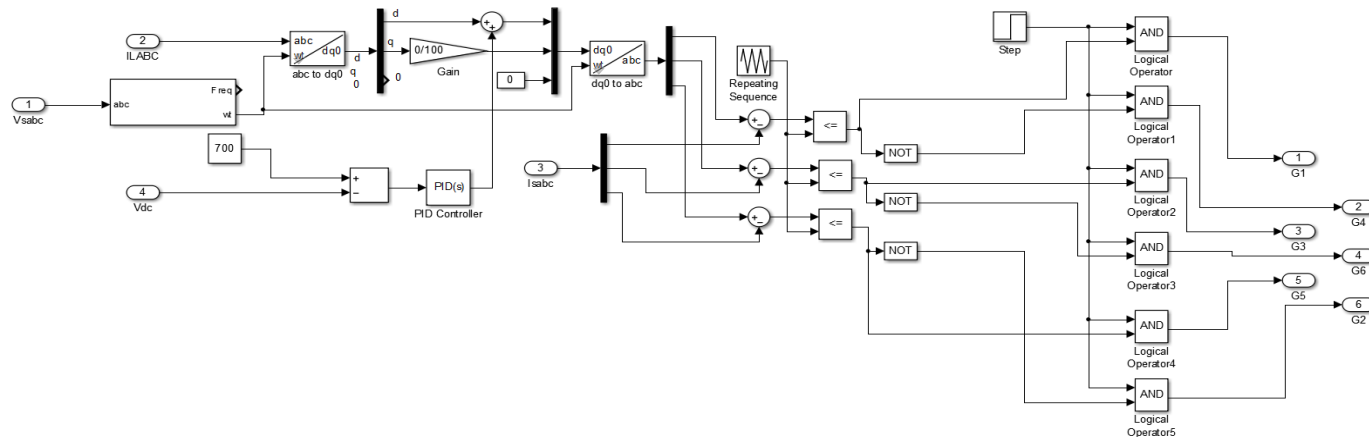 2
ILABC
abc
dq0
wt
abc to dq0
d
q
0
d
q
0
0/100
Gain
+
+
0
dq0
wt
abc
dq0 to abc
1
Vsabc
abc
Freq
wt
700
4
Vdc
+
−
PID(s)
PID Controller
3
Isabc
Repeating
Sequence
+
−
+
−
+
−
<=
<=
<=
NOT
NOT
NOT
Step
AND
Logical
Operator
AND
Logical
Operator1
AND
Logical
Operator2
AND
Logical
Operator3
AND
Logical
Operator4
AND
Logical
Operator5
1
G1
2
G4
3
G3
4
G6
5
G5
6
G2